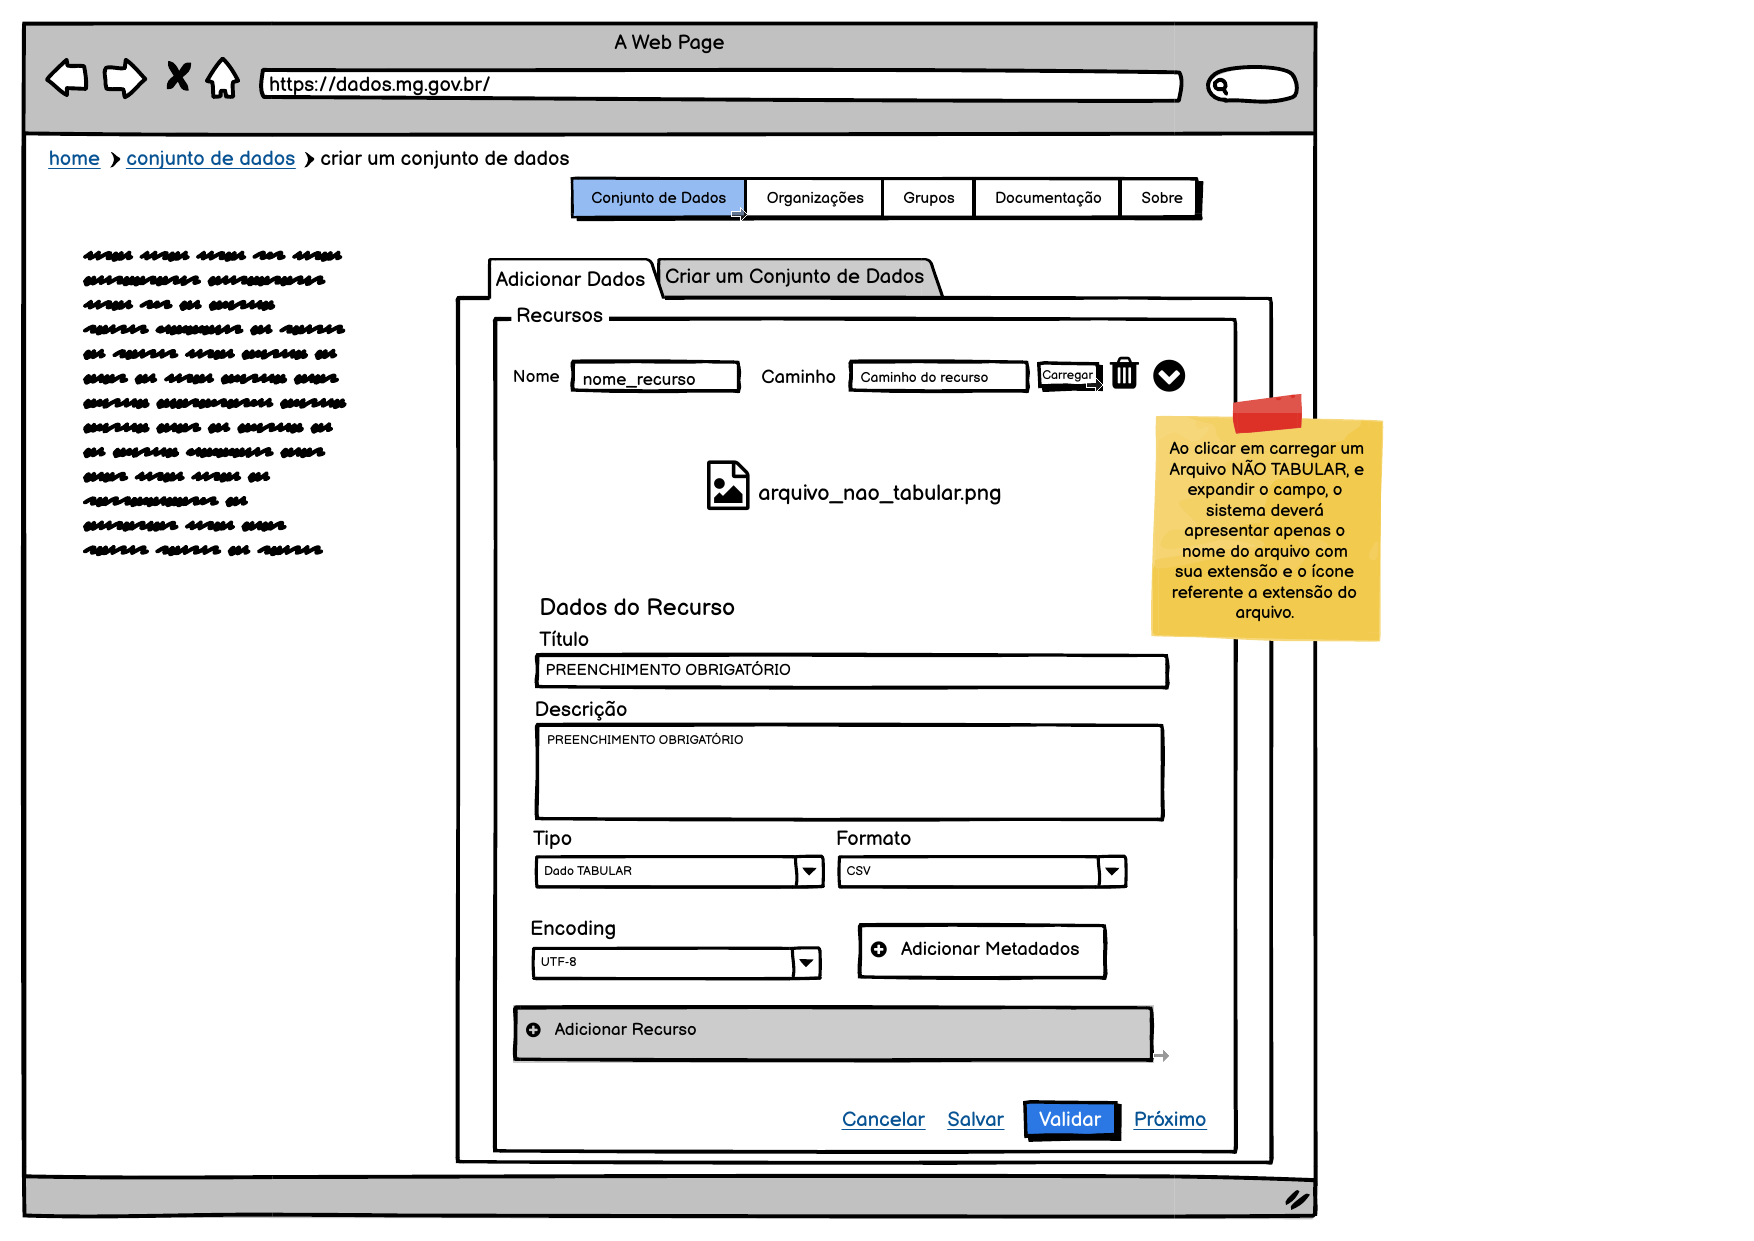 A Web Page
https://dados.mg.gov.br/
home conjunto de dados criar um conjunto de dados
Conjunto de Dados Organizações Grupos Documentação Sobre
Adicionar Dados Criar um Conjunto de Dados
Recursos
Nome nome_recurso Caminho Caminho do recurso Carregar
arquivo_nao_tabular.png
Ao clicar em carregar um
Arquivo NÃO TABULAR, e
expandir o campo, o
sistema deverá
apresentar apenas o
nome do arquivo com
sua extensão e o ícone
referente a extensão do
arquivo.
Dados do Recurso
Título
PREENCHIMENTO OBRIGATÓRIO
Descrição
PREENCHIMENTO OBRIGATÓRIO
Tipo Formato
Dado TABULAR CSV
Encoding
UTF-8
Adicionar Metadados
Adicionar Recurso
Cancelar Salvar Validar Próximo